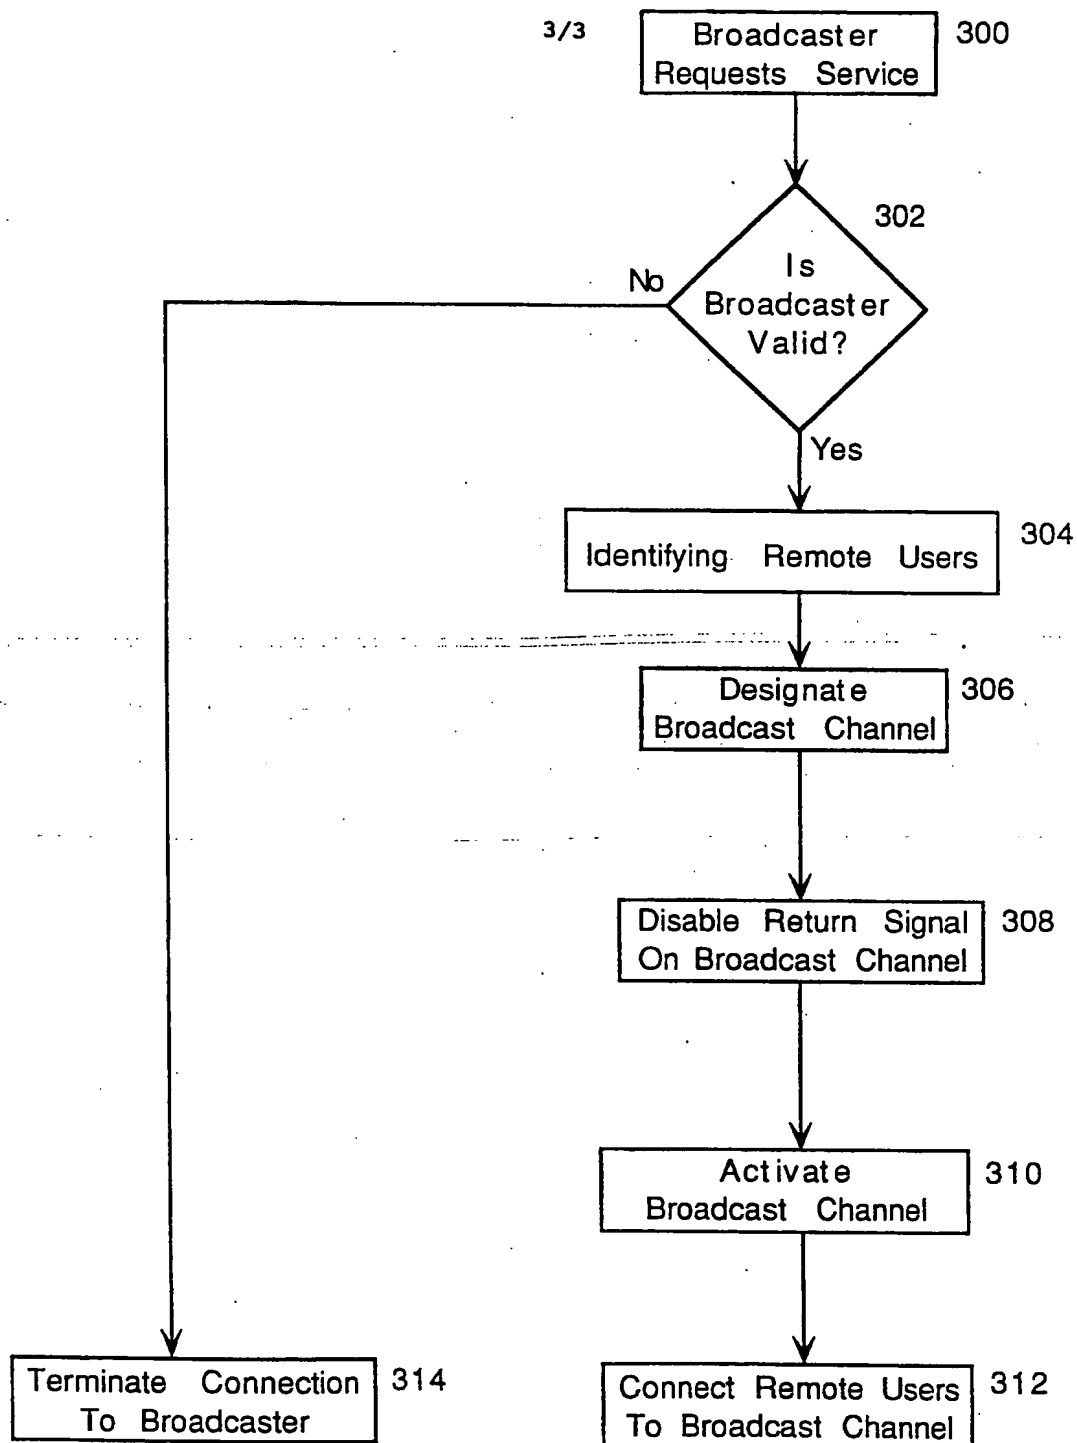 3/3
Broadcaster
Requests Service
300
302
Is
Broadcaster
Valid?
No
Yes
Identifying Remote Users
304
Designate
Broadcast Channel
306
Disable Return Signal
On Broadcast Channel
308
Activate
Broadcast Channel
310
Terminate Connection
To Broadcaster
314
Connect Remote Users
To Broadcast Channel
312